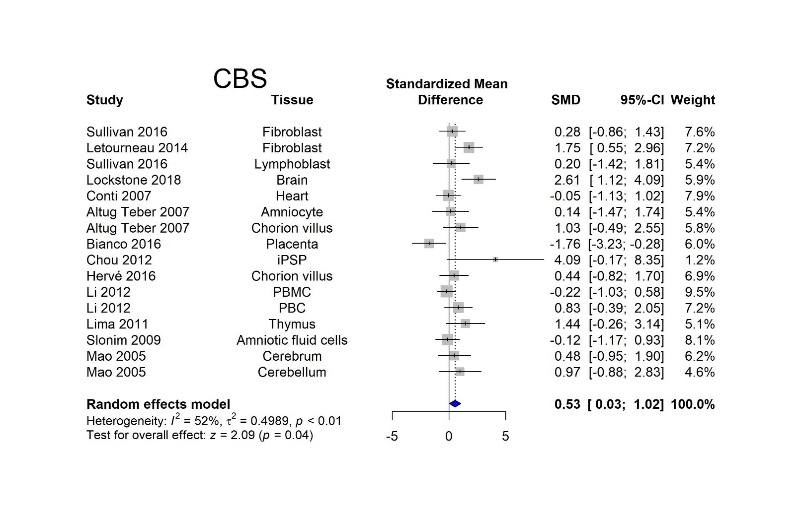 CBS
Standardized Mean
Study Tissue Difference SMD 95%-CI Weight
Sullivan 2016 Fibroblast 0.28 [-0.86; 1.43] 7.6%
Letourneau 2014 Fibroblast 1.75 [ 0.55; 2.96] 7.2%
Sullivan 2016 Lymphoblast 0.20 [-1.42; 1.81] 5.4%
Lockstone 2018 Brain 2.61 [ 1.12; 4.09] 5.9%
Conti 2007 Heart -0.05 [-1.13; 1.02] 7.9%
Altug Teber 2007 Amniocyte 0.14 [-1.47; 1.74] 5.4%
Altug Teber 2007 Chorion villus 1.03 [-0.49; 2.55] 5.8%
Bianco 2016 Placenta -1.76 [-3.23; -0.28] 6.0%
Chou 2012 iPSP 4.09 [-0.17; 8.35] 1.2%
Hervé 2016 Chorion villus 0.44 [-0.82; 1.70] 6.9%
Li 2012 PBMC -0.22 [-1.03; 0.58] 9.5%
Li 2012 PBC 0.83 [-0.39; 2.05] 7.2%
Lima 2011 Thymus 1.44 [-0.26; 3.14] 5.1%
Slonim 2009 Amniotic fluid cells -0.12 [-1.17; 0.93] 8.1%
Mao 2005 Cerebrum 0.48 [-0.95; 1.90] 6.2%
Mao 2005 Cerebellum 0.97 [-0.88; 2.83] 4.6%
Random effects model 0.53 [ 0.03; 1.02] 100.0%
Heterogeneity: I² = 52%, τ² = 0.4989, p < 0.01
Test for overall effect: z = 2.09 (p = 0.04)
-5 0 5